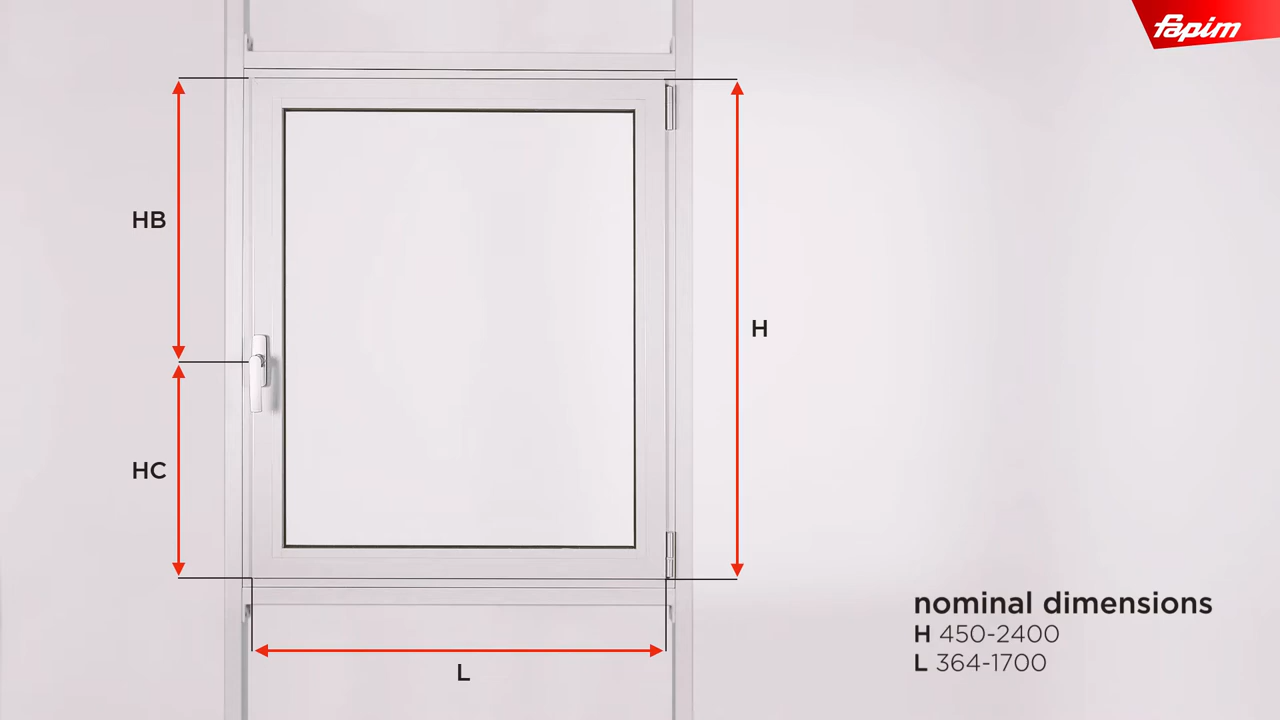 fapim
HB
H
HC
L
nominal dimensions
H 450-2400
L 364-1700